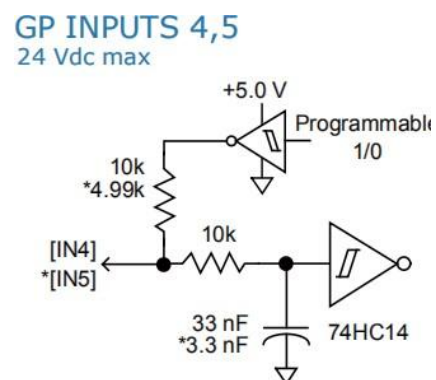 GP INPUTS 4,5
24 Vdc max
+5.0 V
Programmable
1/0
10k
*4.99k
10k
[IN4]
*[IN5]
33 nF
*3.3 nF
74HC14